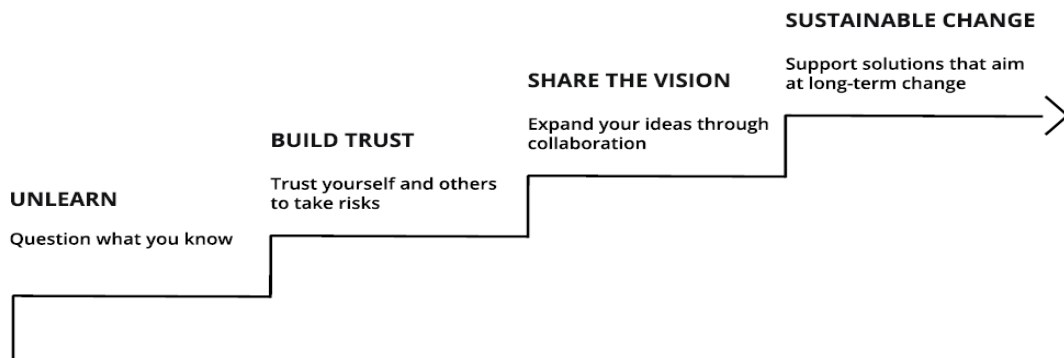 UNLEARN
Question what you know
BUILD TRUST
Trust yourself and others
to take risks
SHARE THE VISION
Expand your ideas through
collaboration
SUSTAINABLE CHANGE
Support solutions that aim
at long-term change